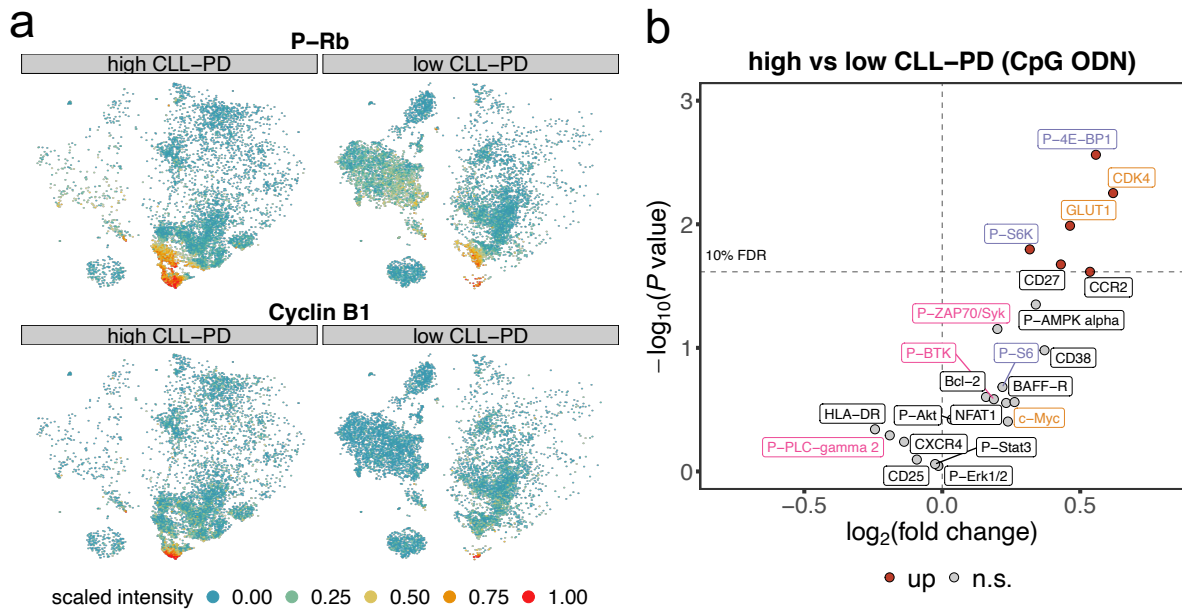 a
P−Rb
high CLL−PD
low CLL−PD
Cyclin B1
high CLL−PD
low CLL−PD
scaled intensity 0.00 0.25 0.50 0.75 1.00
b
high vs low CLL−PD (CpG ODN)
−log10(P value)
3
2
1
0
10% FDR
P−4E−BP1
CDK4
GLUT1
P−S6K
CD27
CCR2
P−ZAP70/Syk
P−AMPK alpha
P−BTK
P−S6
CD38
Bcl−2
BAFF−R
HLA−DR
P−Akt
NFAT1
c−Myc
P−PLC−gamma 2
CXCR4
P−Stat3
CD25
P−Erk1/2
−0.5 0.0 0.5
log2(fold change)
up n.s.